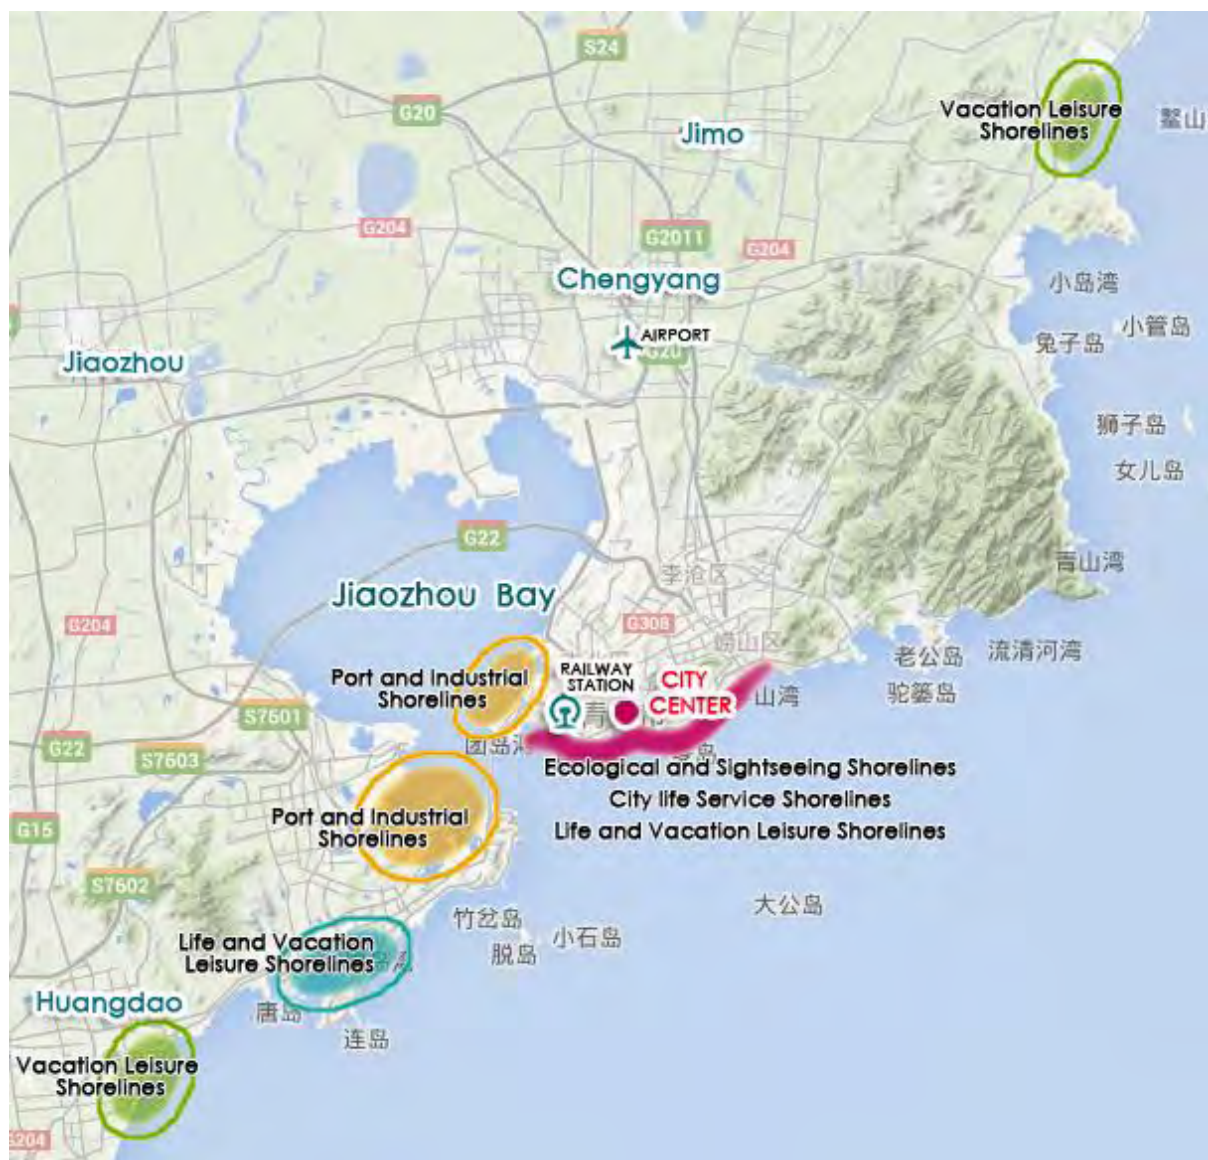 S24
G20
Vacation Leisure
Shorelines
鳌山
Jimo
G204
G2011
G204
Chengyang
小岛湾
小管岛
兔子岛
AIRPORT
G20
Jiaozhou
狮子岛
女儿岛
G22
青山湾
李沧区
Jiaozhou Bay
G204
G308
崂山区
老公岛
流清河湾
Port and Industrial
Shorelines
RAILWAY
STATION
CITY
CENTER
驼篓岛
山湾
S7601
青
团岛
G22
S7603
Ecological and Sightseeing Shorelines
City life Service Shorelines
Life and Vacation Leisure Shorelines
Port and Industrial
Shorelines
G15
S7602
竹岔岛
大公岛
小石岛
脱岛
Life and Vacation
Leisure Shorelines
Huangdao
唐岛
连岛
Vacation Leisure
Shorelines
G204